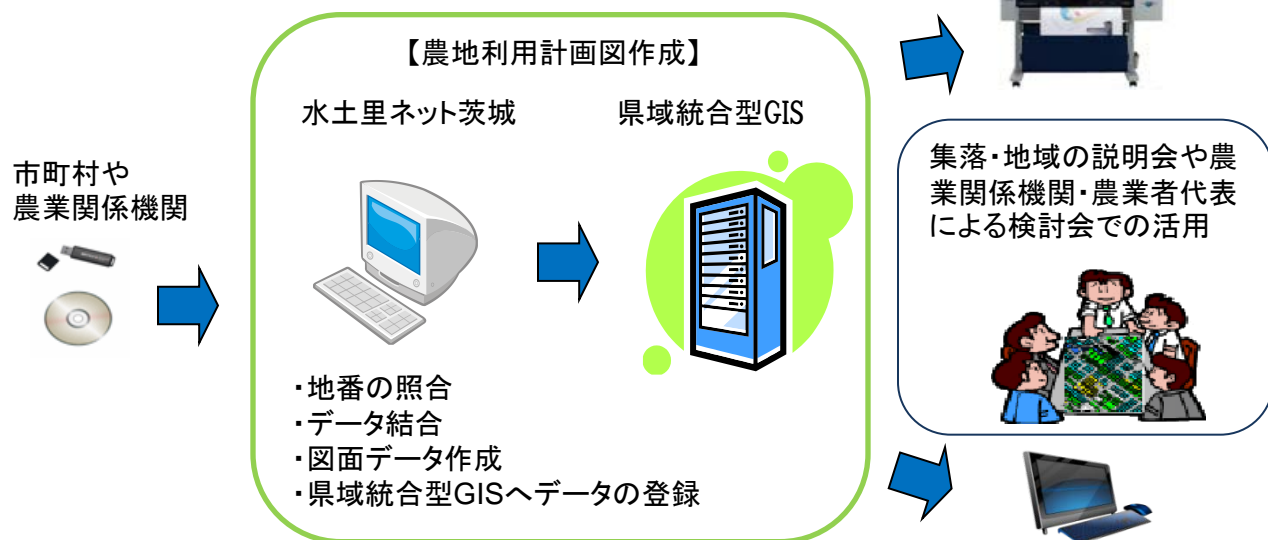 【農地利用計画図作成】
水土里ネット茨城
県域統合型GIS
市町村や
農業関係機関
・地番の照合
・データ結合
・図面データ作成
・県域統合型GISへデータの登録
集落・地域の説明会や農
業関係機関・農業者代表
による検討会での活用